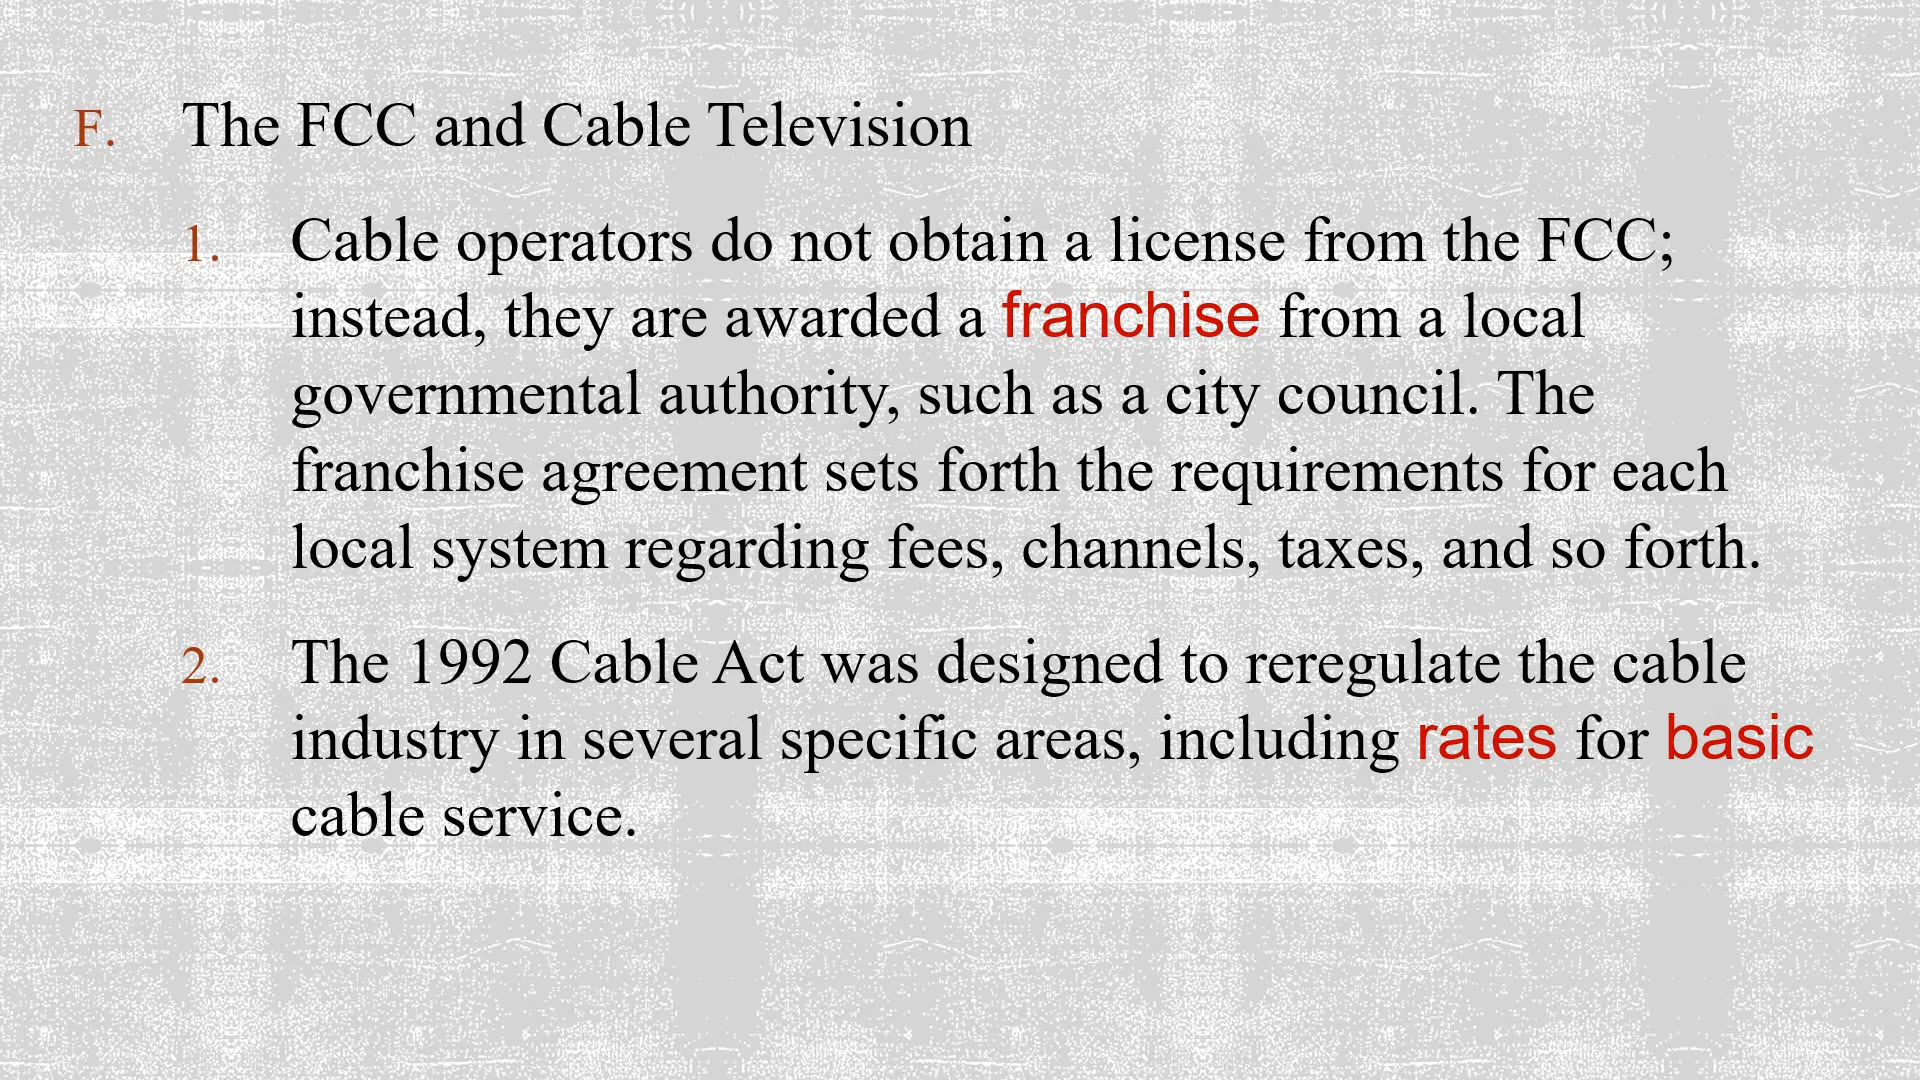 F. The FCC and Cable Television
1. Cable operators do not obtain a license from the FCC;
instead, they are awarded a franchise from a local
governmental authority, such as a city council. The
franchise agreement sets forth the requirements for each
local system regarding fees, channels, taxes, and so forth.
2. The 1992 Cable Act was designed to reregulate the cable
industry in several specific areas, including rates for basic
cable service.